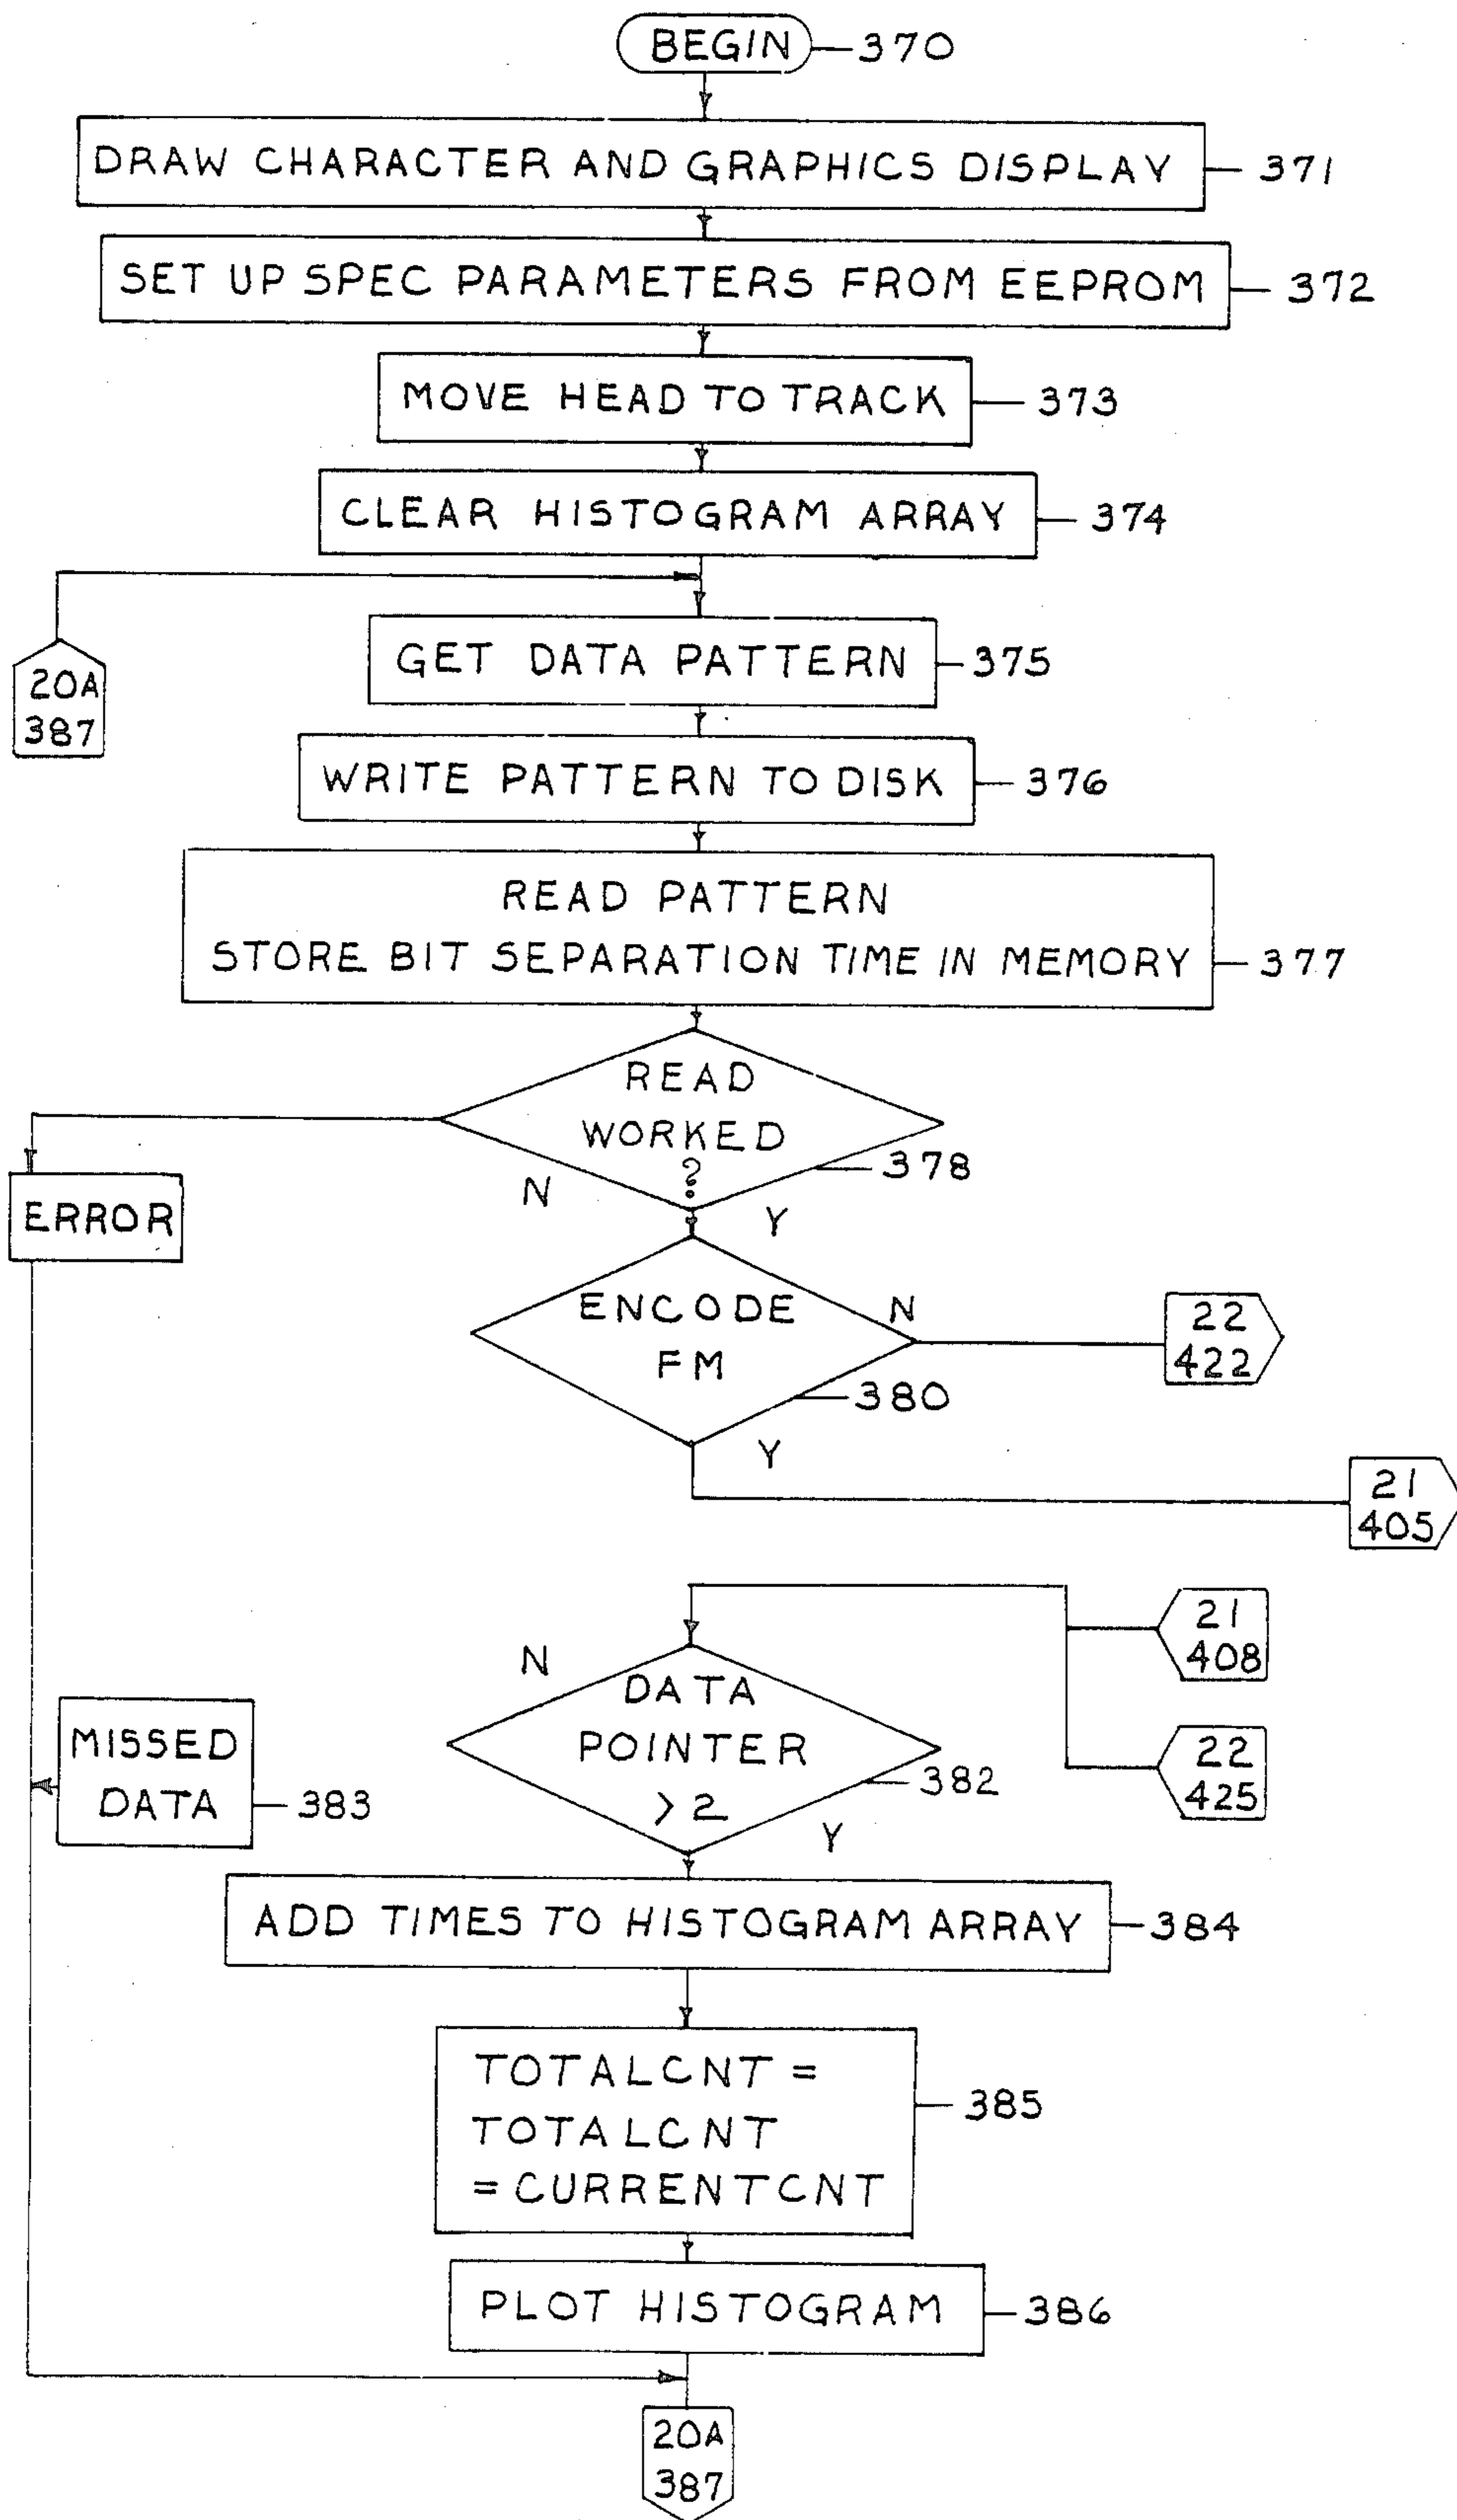 BEGIN 370
DRAW CHARACTER AND GRAPHICS DISPLAY 371
SET UP SPEC PARAMETERS FROM EEPROM 372
MOVE HEAD TO TRACK 373
CLEAR HISTOGRAM ARRAY 374
GET DATA PATTERN 375
20A
387
WRITE PATTERN TO DISK 376
READ PATTERN
STORE BIT SEPARATION TIME IN MEMORY 377
READ
WORKED
? 378
N
Y
ERROR
ENCODE
FM
380
N
22
422
Y
21
405
21
408
N
DATA
POINTER
>2
382
Y
22
425
MISSED
DATA 383
ADD TIMES TO HISTOGRAM ARRAY 384
TOTALCNT =
TOTALCNT
=CURRENTCNT
385
PLOT HISTOGRAM 386
20A
387